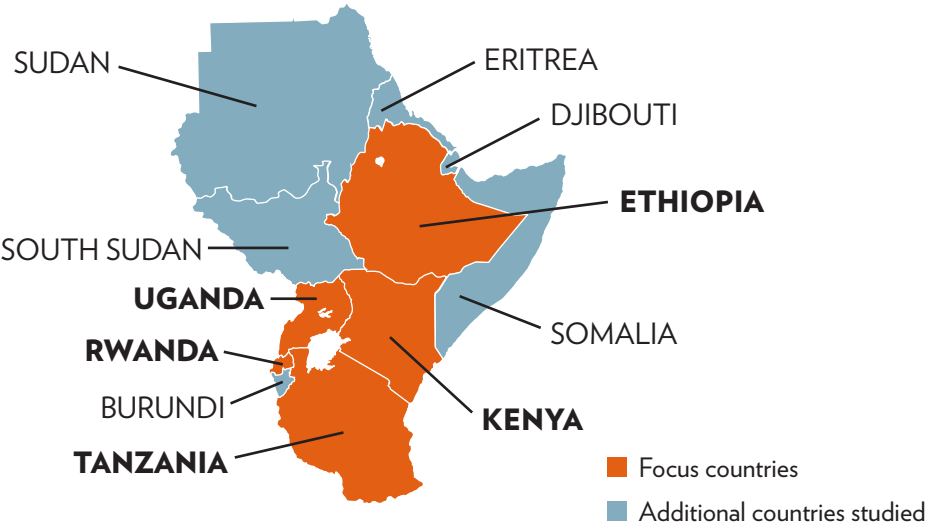 SUDAN
ERITREA
DJIBOUTI
ETHIOPIA
SOUTH SUDAN
UGANDA
SOMALIA
RWANDA
BURUNDI
KENYA
TANZANIA
Focus countries
Additional countries studied